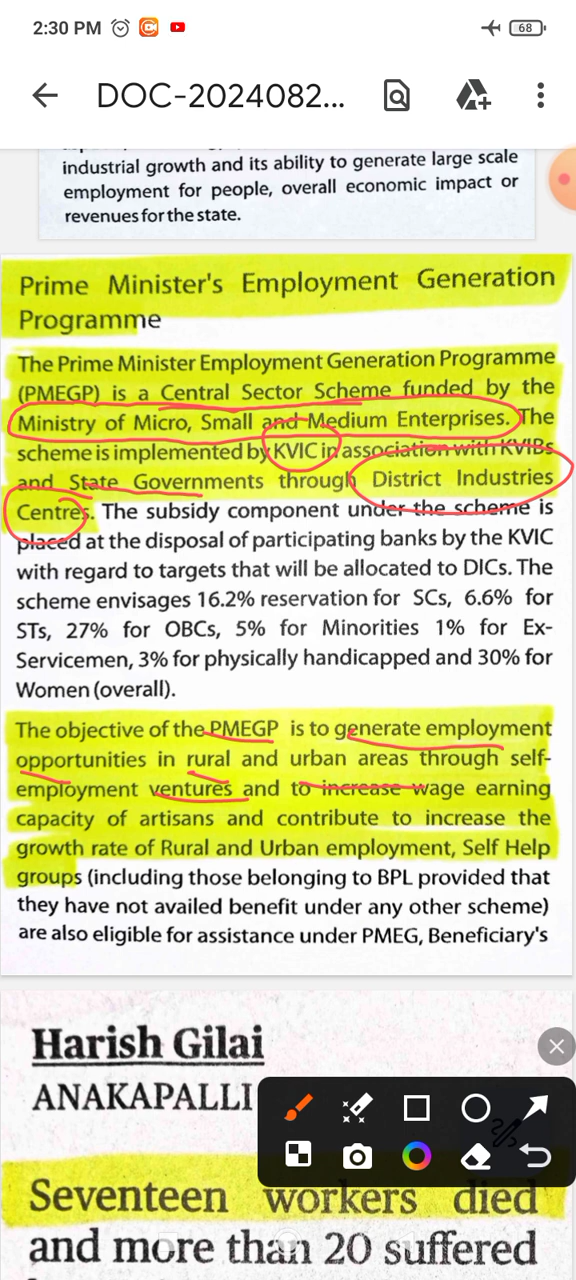 2:30 PM
68
DOC-2024082...
industrial growth and its ability to generate large scale
employment for people, overall economic impact or
revenues for the state.
Prime Minister's Employment Generation
Programme
The Prime Minister Employment Generation Programme
(PMEGP) is a Central Sector Scheme funded by the
Ministry of Micro, Small and Medium Enterprises. The
scheme is implemented by KVIC in association with KVIBs
and State Governments through District Industries
Centres. The subsidy component under the scheme is
placed at the disposal of participating banks by the KVIC
with regard to targets that will be allocated to DICs. The
scheme envisages 16.2% reservation for SCs, 6.6% for
STs, 27% for OBCs, 5% for Minorities 1% for Ex-
Servicemen, 3% for physically handicapped and 30% for
Women (overall).
The objective of the PMEGP is to generate employment
opportunities in rural and urban areas through self-
employment ventures and to increase wage earning
capacity of artisans and contribute to increase the
growth rate of Rural and Urban employment, Self Help
groups (including those belonging to BPL provided that
they have not availed benefit under any other scheme)
are also eligible for assistance under PMEG, Beneficiary's
Harish Gilai
ANAKAPALLI
Seventeen workers died
and more than 20 suffered